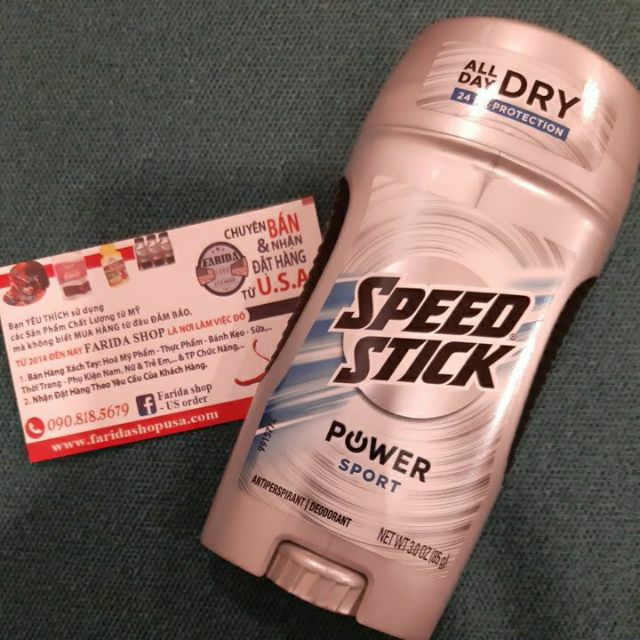 ALL
DAY
DRY
PROTECTION
SPEED
STICK
POWER
SPORT
ANTIPERSPIRANT | DEODORANT
NET WT 3.0 OZ (85g)
FARIDA
CHUYÊN BÁN
& NHẬN
ĐẶT HÀNG
TỪ U.S.A
Bạn YÊU THÍCH sử dụng
các Sản Phẩm Chất Lượng từ MỸ
mà không biết MUA HÀNG từ đâu ĐẢM BẢO.
TỪ 2014 ĐẾN NAY FARIDA SHOP LÀ NƠI LÀM VIỆC ĐÓ
1. Bán Hàng Xách Tay: Hoá Mỹ Phẩm - Thực Phẩm - Bánh Kẹo - Sữa,..
Thời Trang - Phụ Kiện Nam, Nữ & Trẻ Em,.. & TP Chức Năng,..
2. Nhận Đặt Hàng Theo Yêu Cầu Của Khách Hàng.
090.818.5679
Farida shop
- US order
www.faridashopusa.com